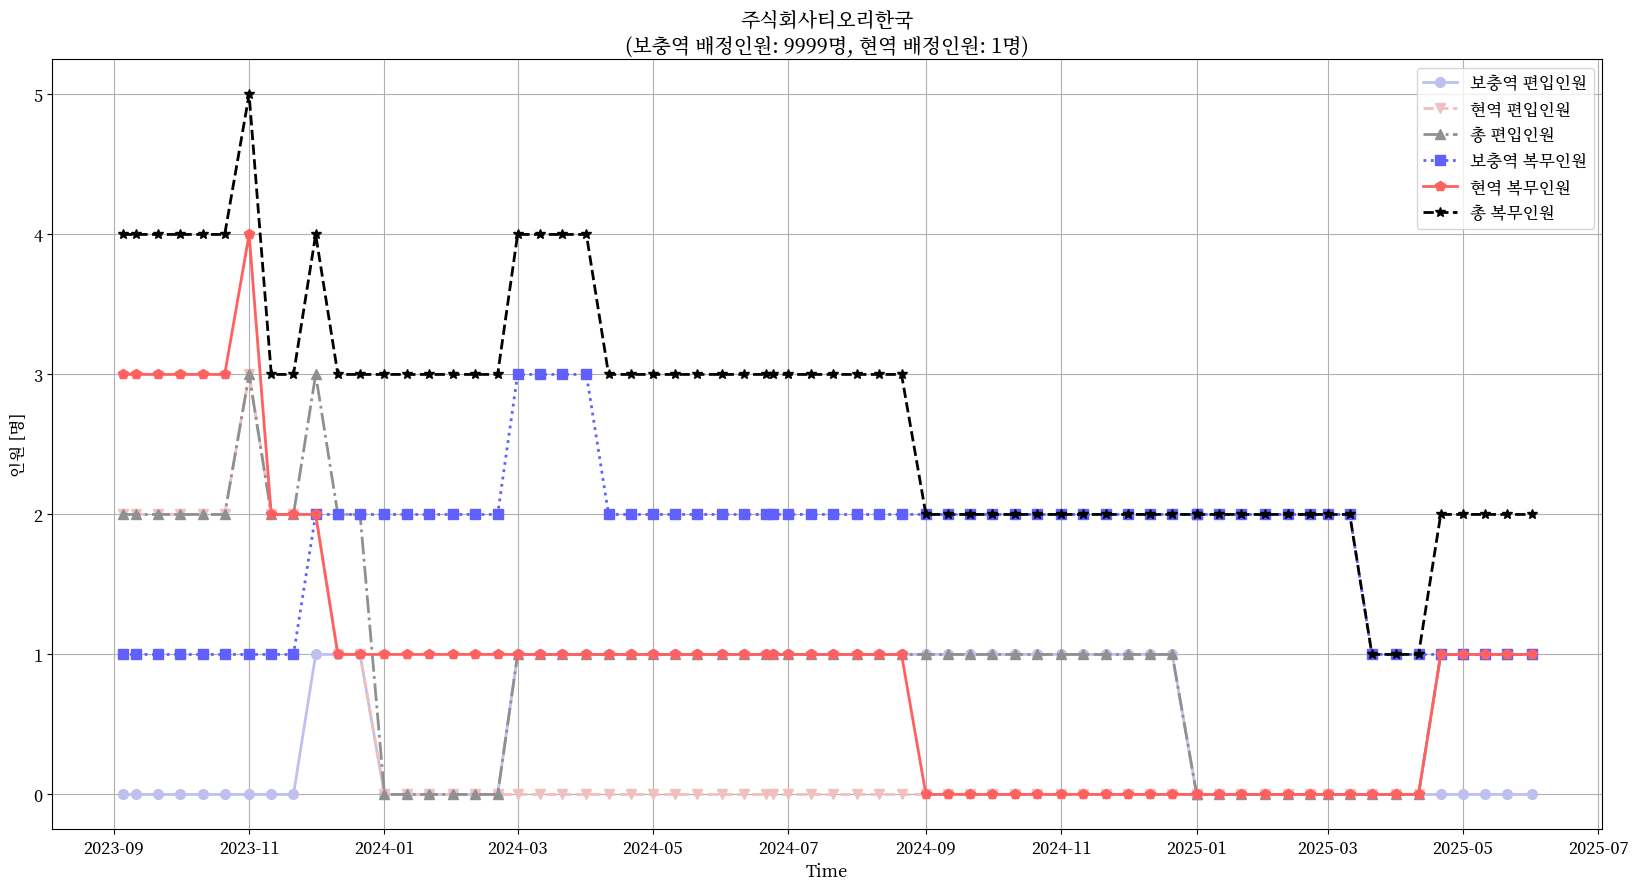 주식회사티오리한국
(보충역 배정인원: 9999명, 현역 배정인원: 1명)
보충역 편입인원
현역 편입인원
총 편입인원
보충역 복무인원
현역 복무인원
총 복무인원
5
4
3
2
1
0
인원 [명]
2023-09 2023-11 2024-01 2024-03 2024-05 2024-07 2024-09 2024-11 2025-01 2025-03 2025-05 2025-07
Time